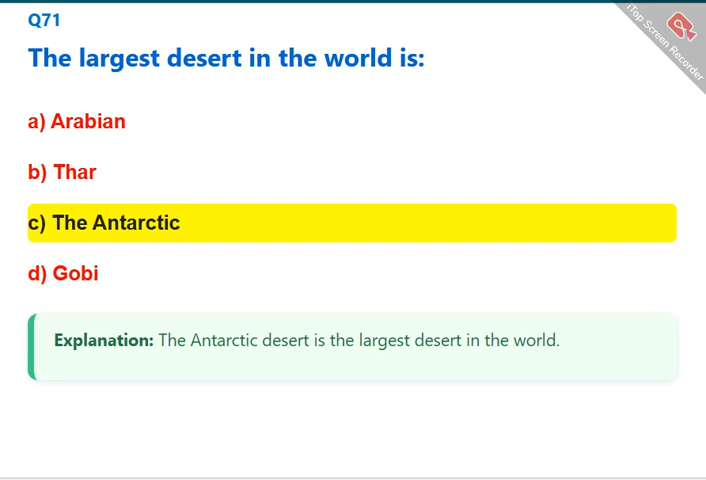 Q71
iTop Screen Recorder
The largest desert in the world is:
a) Arabian
b) Thar
c) The Antarctic
d) Gobi
Explanation: The Antarctic desert is the largest desert in the world.